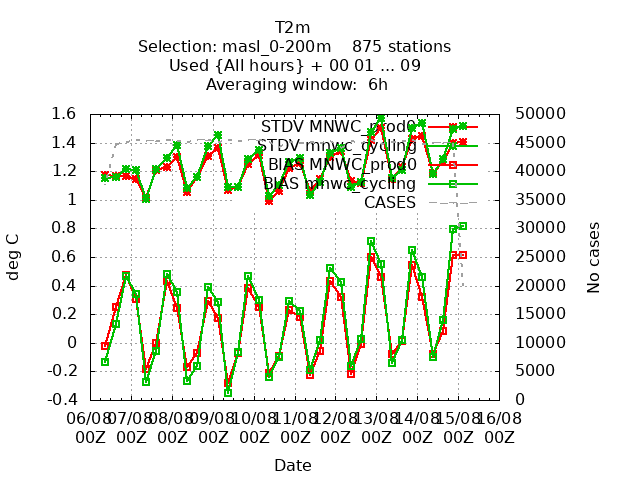 T2m
Selection: masl_0-200m    875 stations
Used {All hours} + 00 01 ... 09
Averaging window:  6h
1.6
1.4
1.2
1
0.8
0.6
0.4
0.2
0
-0.2
-0.4
deg C
50000
45000
40000
35000
30000
25000
20000
15000
10000
5000
0
No cases
STDV MNWC_prod0
STDV mnwc_cycling
BIAS MNWC_prod0
BIAS mnwc_cycling
CASES
06/08 07/08 08/08 09/08 10/08 11/08 12/08 13/08 14/08 15/08 16/08
00Z 00Z 00Z 00Z 00Z 00Z 00Z 00Z 00Z 00Z 00Z
Date